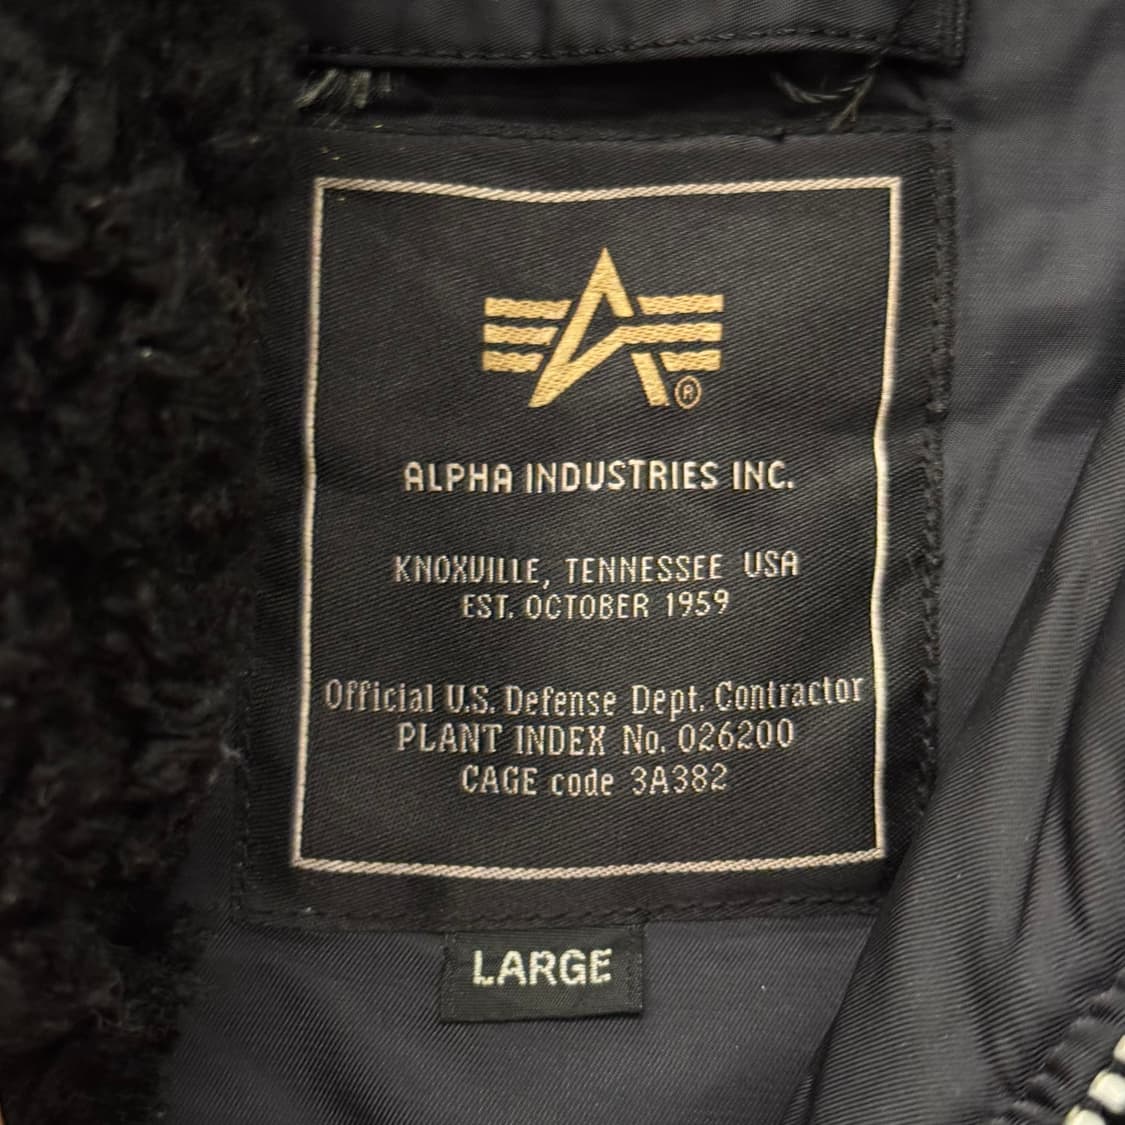 ALPHA INDUSTRIES INC.
KNOXVILLE, TENNESSEE USA
EST. OCTOBER 1959
Official U.S. Defense Dept. Contractor
PLANT INDEX No. 026200
CAGE code 3A382
LARGE